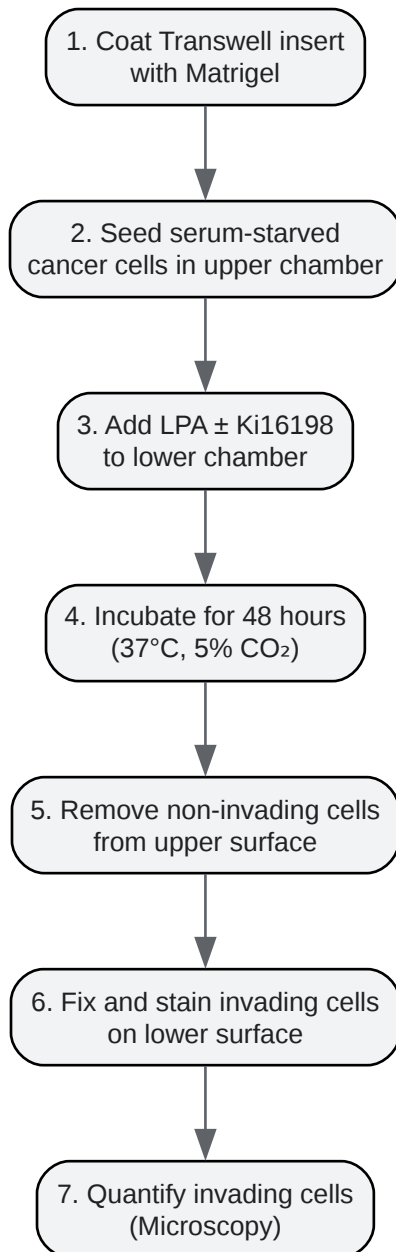 1. Coat Transwell insert
with Matrigel
2. Seed serum-starved
cancer cells in upper chamber
3. Add LPA ± Ki16198
to lower chamber
4. Incubate for 48 hours
(37°C, 5% CO₂)
5. Remove non-invading cells
from upper surface
6. Fix and stain invading cells
on lower surface
7. Quantify invading cells
(Microscopy)